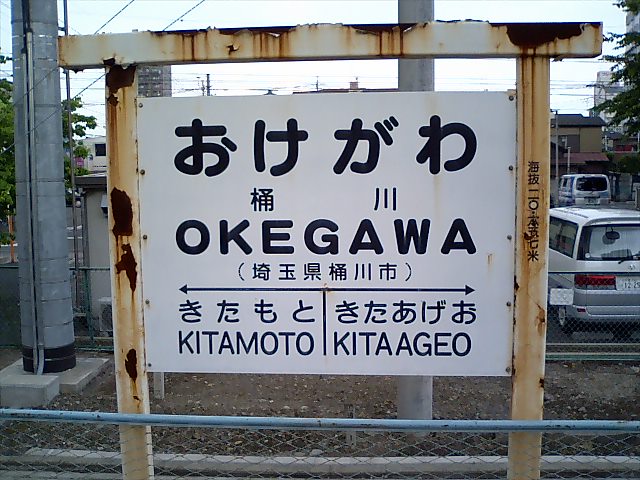 おけがわ
桶川
OKEGAWA
（埼玉県桶川市）
きたもと
きたあげお
KITAMOTO
KITAAGEO